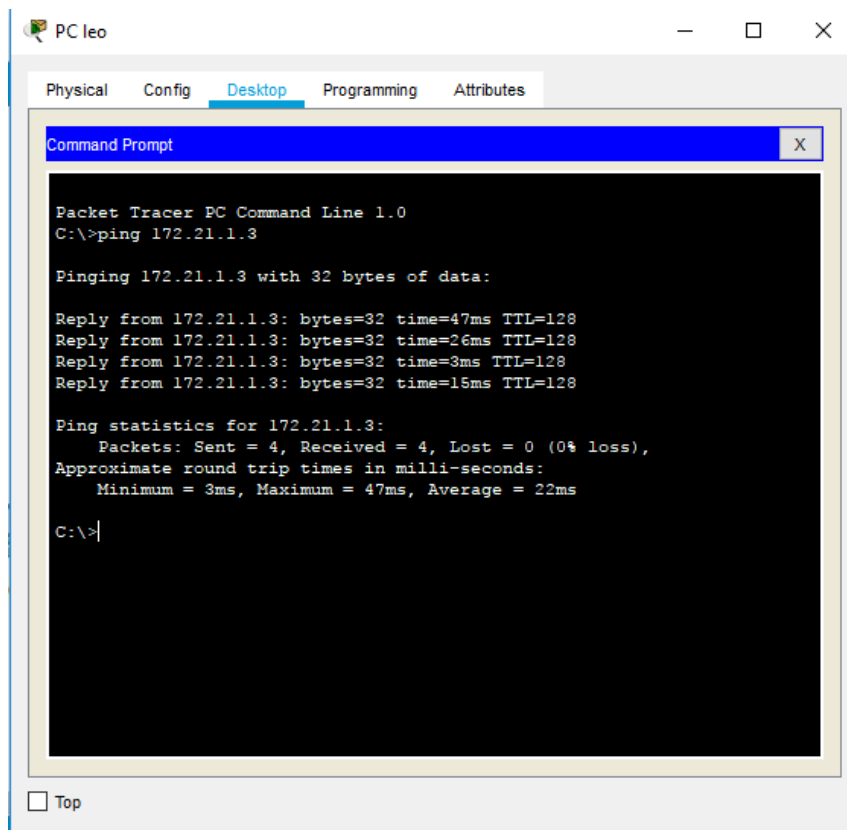 PC leo
Physical Config Desktop Programming Attributes
Command Prompt
X
Packet Tracer PC Command Line 1.0
C:\>ping 172.21.1.3
Pinging 172.21.1.3 with 32 bytes of data:
Reply from 172.21.1.3: bytes=32 time=47ms TTL=128
Reply from 172.21.1.3: bytes=32 time=26ms TTL=128
Reply from 172.21.1.3: bytes=32 time=3ms TTL=128
Reply from 172.21.1.3: bytes=32 time=15ms TTL=128
Ping statistics for 172.21.1.3:
Packets: Sent = 4, Received = 4, Lost = 0 (0% loss),
Approximate round trip times in milli-seconds:
Minimum = 3ms, Maximum = 47ms, Average = 22ms
C:\>
Top